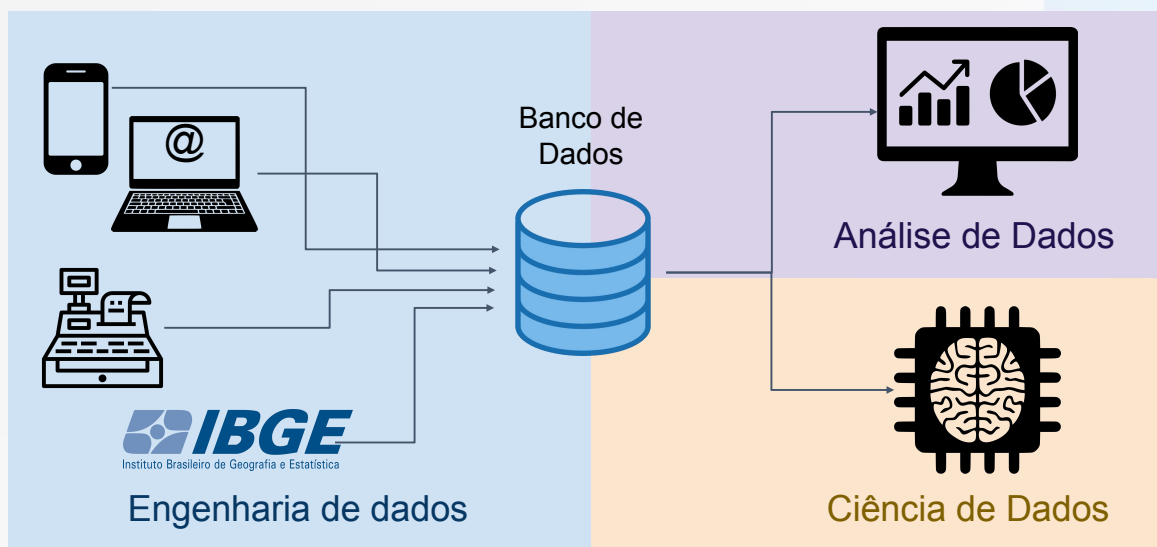 @
Banco de
Dados
Análise de Dados
IBGE
Instituto Brasileiro de Geografia e Estatística
Engenharia de dados
Ciência de Dados